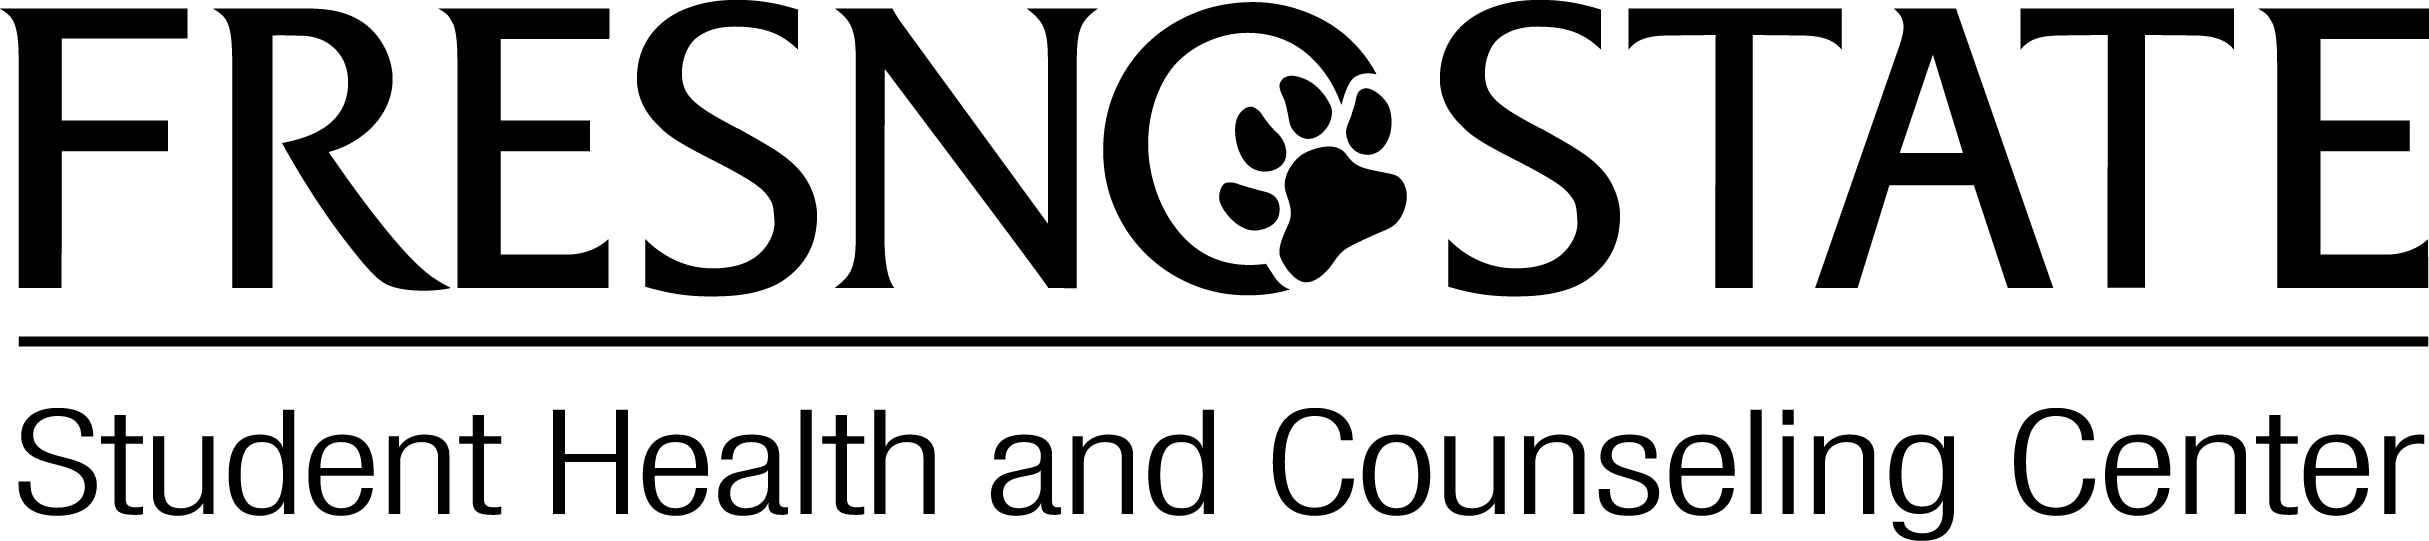 FRESNO STATE
Student Health and Counseling Center